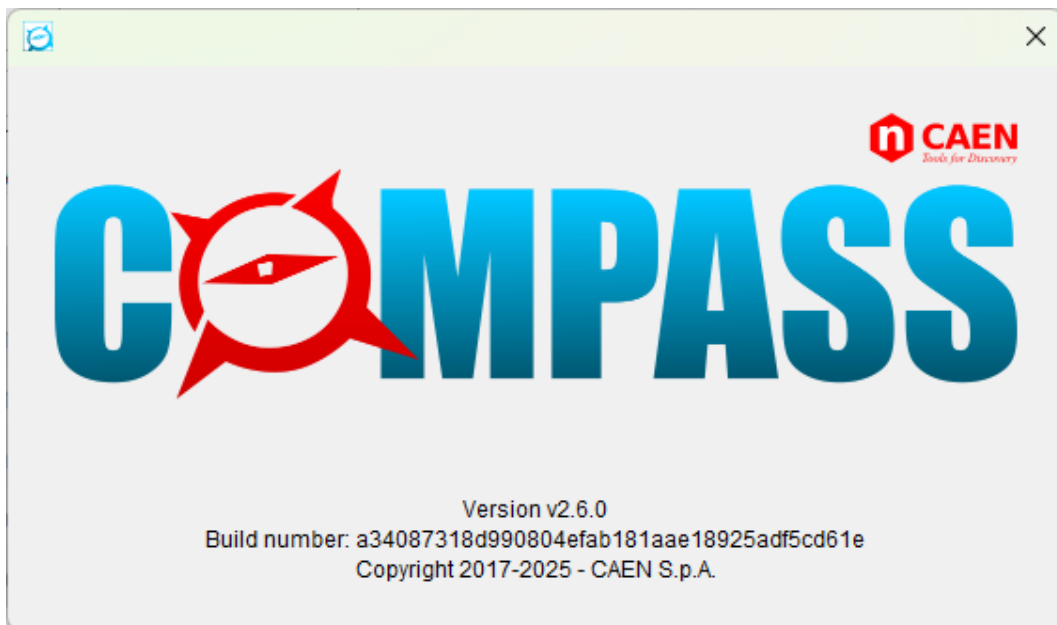 CAEN
Tools for Discovery
COMPASS
Version v2.6.0
Build number: a34087318d990804efab181aae18925adf5cd61e
Copyright 2017-2025 - CAEN S.p.A.